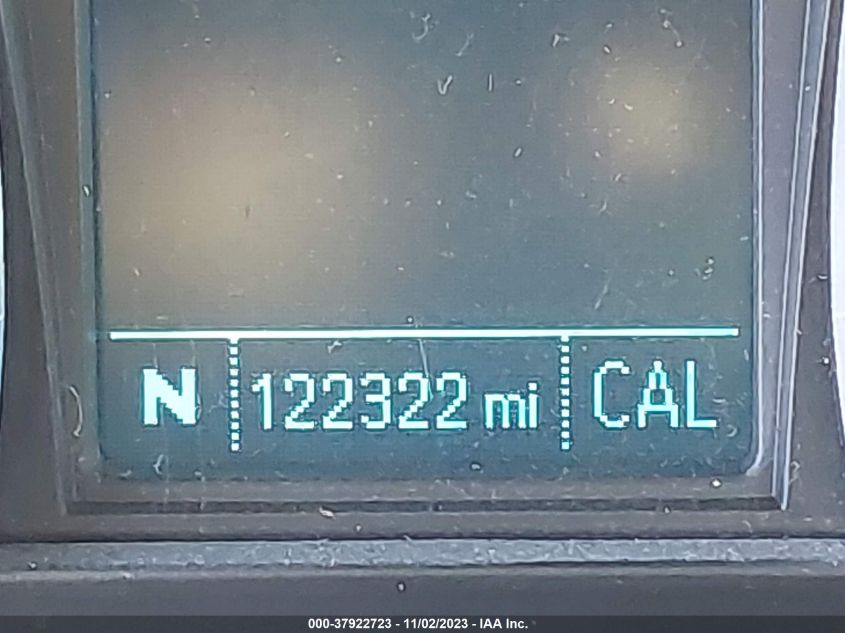 N 122322 mi CAL
000-37922723 - 11/02/2023 - IAA Inc.